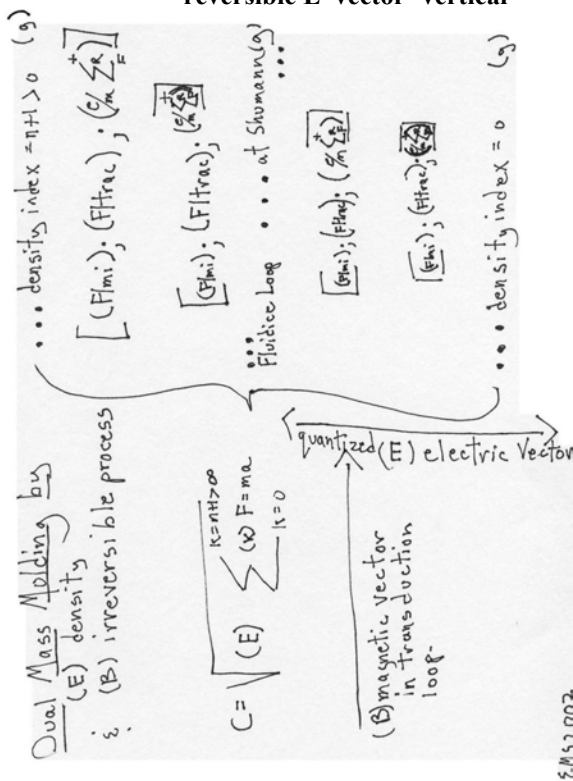 reversible E vector vertical
Dual Mass Molding by
(E) density
& (B) irreversible process
C = √ (E) Σ (k) F=ma
k=n+1>∞
k=0
(B) magnetic vector
in transduction
loop-
quantized (E) electric Vector
••• density index = n+1>0 (g)
[(F/mi); (F/trac); (c/m Σ
[(F/mi); (F/trac); (c/m Σ
••• Fluidice Loop •••• at Shumann (g) •••
[(F/mi); (F/trac); (c/m Σ
[(F/mi); (F/trac);
••• density index = 0 (g)